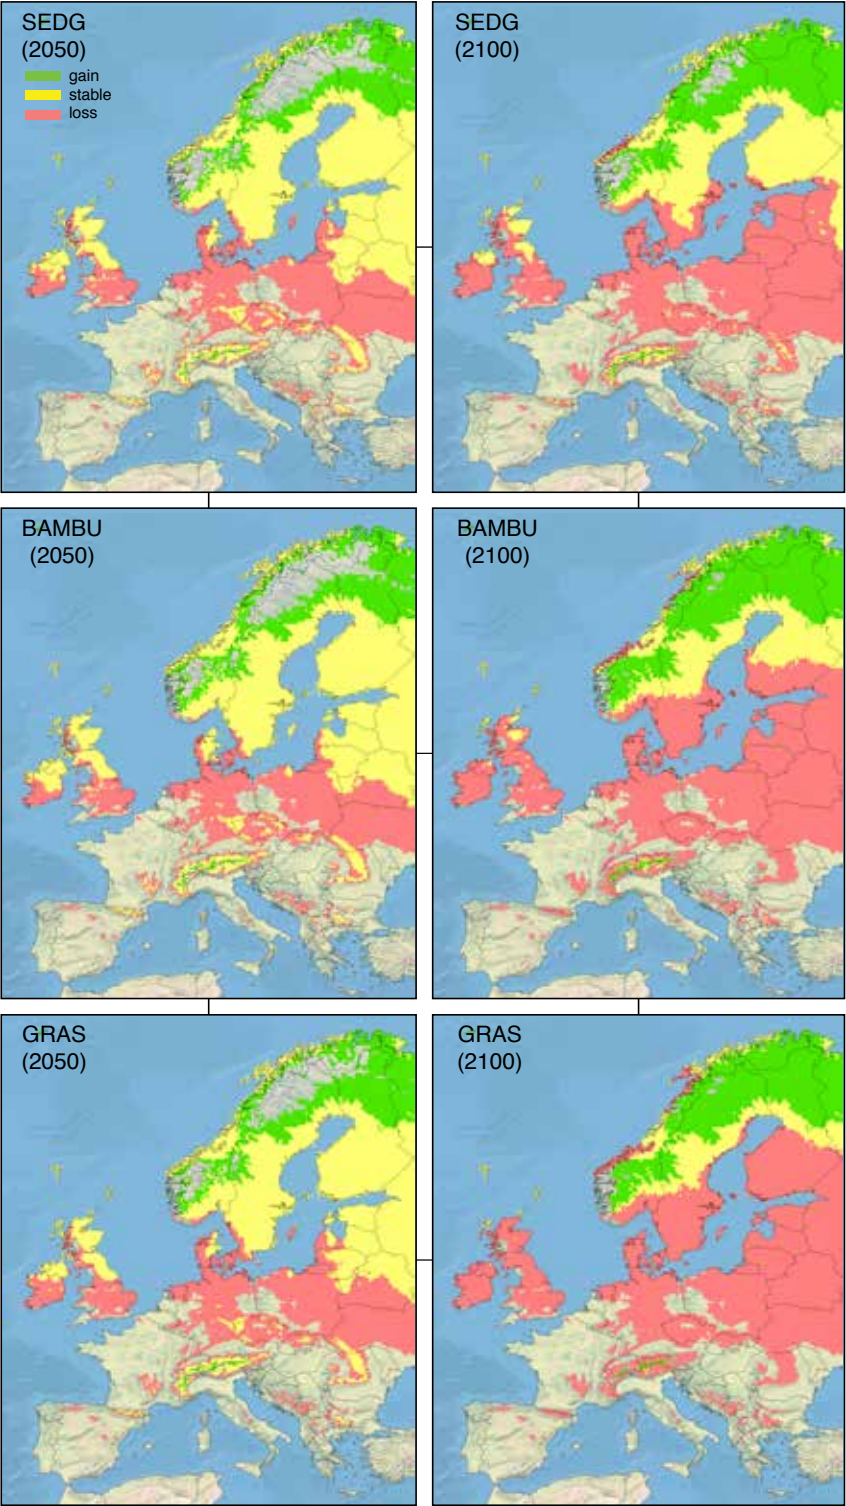 SEDG
(2050)
gain
stable
loss
SEDG
(2100)
BAMBU
(2050)
BAMBU
(2100)
GRAS
(2050)
GRAS
(2100)